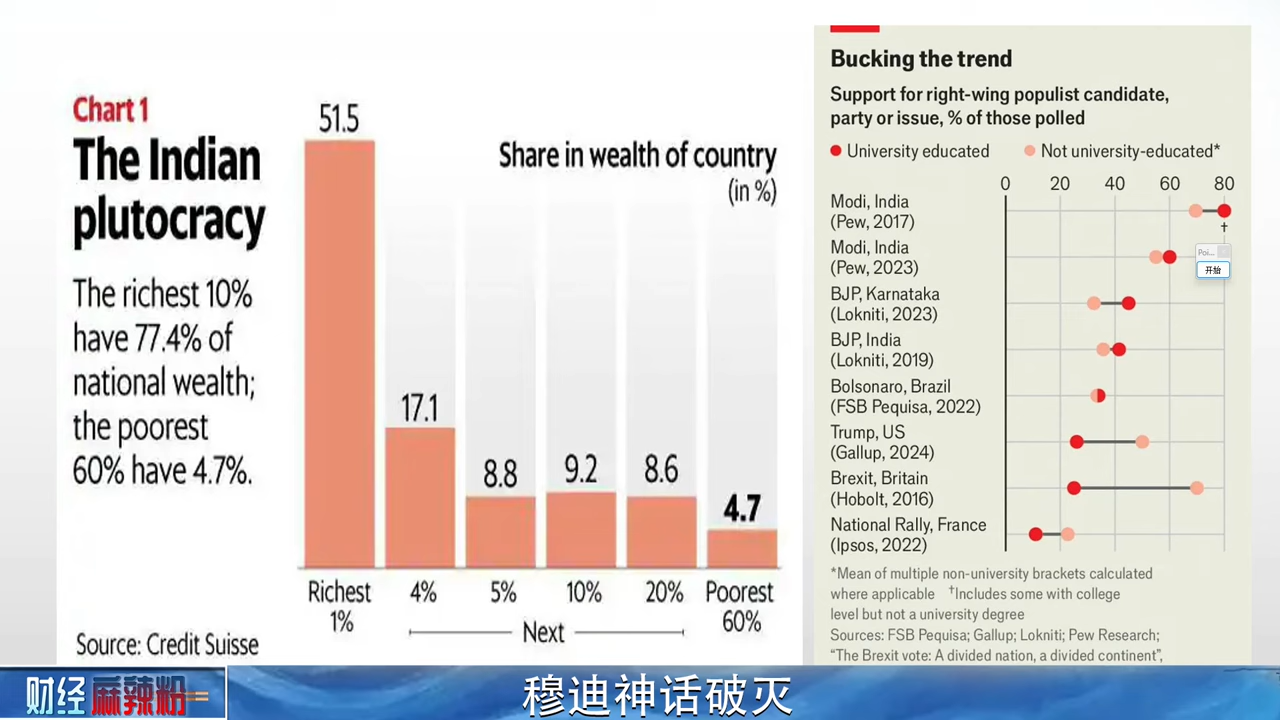 Chart 1
The Indian
plutocracy
The richest 10%
have 77.4% of
national wealth;
the poorest
60% have 4.7%.
Source: Credit Suisse
Share in wealth of country
(in %)
51.5
17.1
8.8
9.2
8.6
4.7
Richest
1%
4%
5%
10%
20%
Poorest
60%
Next
Bucking the trend
Support for right-wing populist candidate,
party or issue, % of those polled
University educated
Not university-educated*
0 20 40 60 80
Modi, India
(Pew, 2017)
†
Modi, India
(Pew, 2023)
Poi...
开始
BJP, Karnataka
(Lokniti, 2023)
BJP, India
(Lokniti, 2019)
Bolsonaro, Brazil
(FSB Pequisa, 2022)
Trump, US
(Gallup, 2024)
Brexit, Britain
(Hobolt, 2016)
National Rally, France
(Ipsos, 2022)
*Mean of multiple non-university brackets calculated
where applicable †Includes some with college
level but not a university degree
Sources: FSB Pequisa; Gallup; Lokniti; Pew Research;
“The Brexit vote: A divided nation, a divided continent”,
财经麻辣粉
穆迪神话破灭